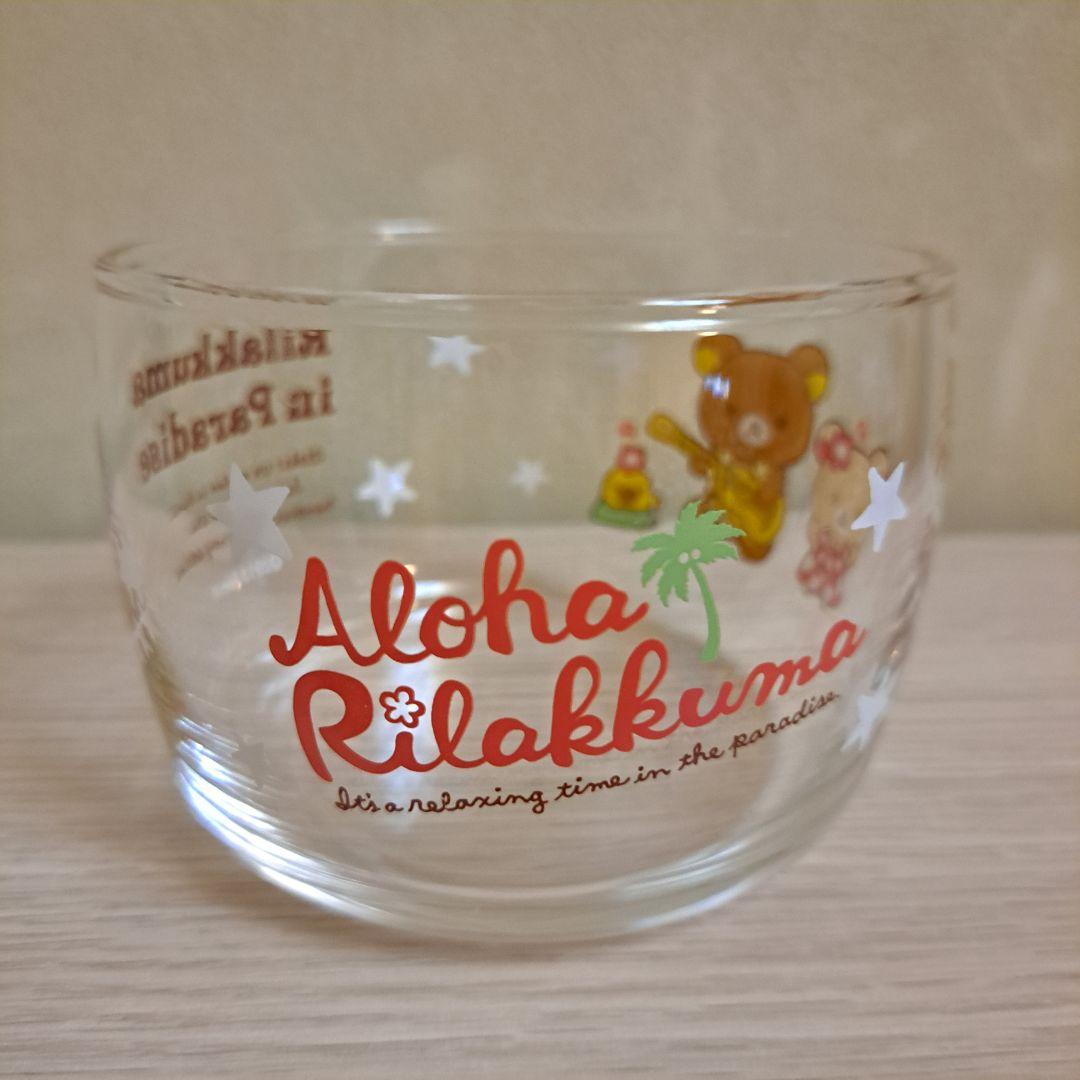 Aloha
Rilakkuma
It's a relaxing time in the paradise.
Rilakkuma
in Paradise